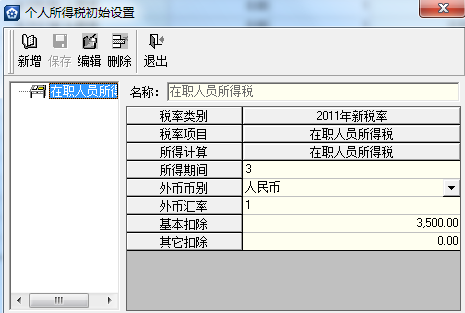 个人所得税初始设置
新增 保存 编辑 删除 退出
在职人员所得
名称: 在职人员所得税
税率类别 2011年新税率
税率项目 在职人员所得税
所得计算 在职人员所得税
所得期间 3
外币币别 人民币
外币汇率 1
基本扣除 3,500.00
其它扣除 0.00